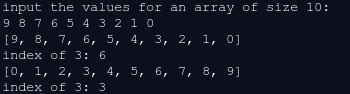 input the values for an array of size 10:
9 8 7 6 5 4 3 2 1 0
[9, 8, 7, 6, 5, 4, 3, 2, 1, 0]
index of 3: 6
[0, 1, 2, 3, 4, 5, 6, 7, 8, 9]
index of 3: 3